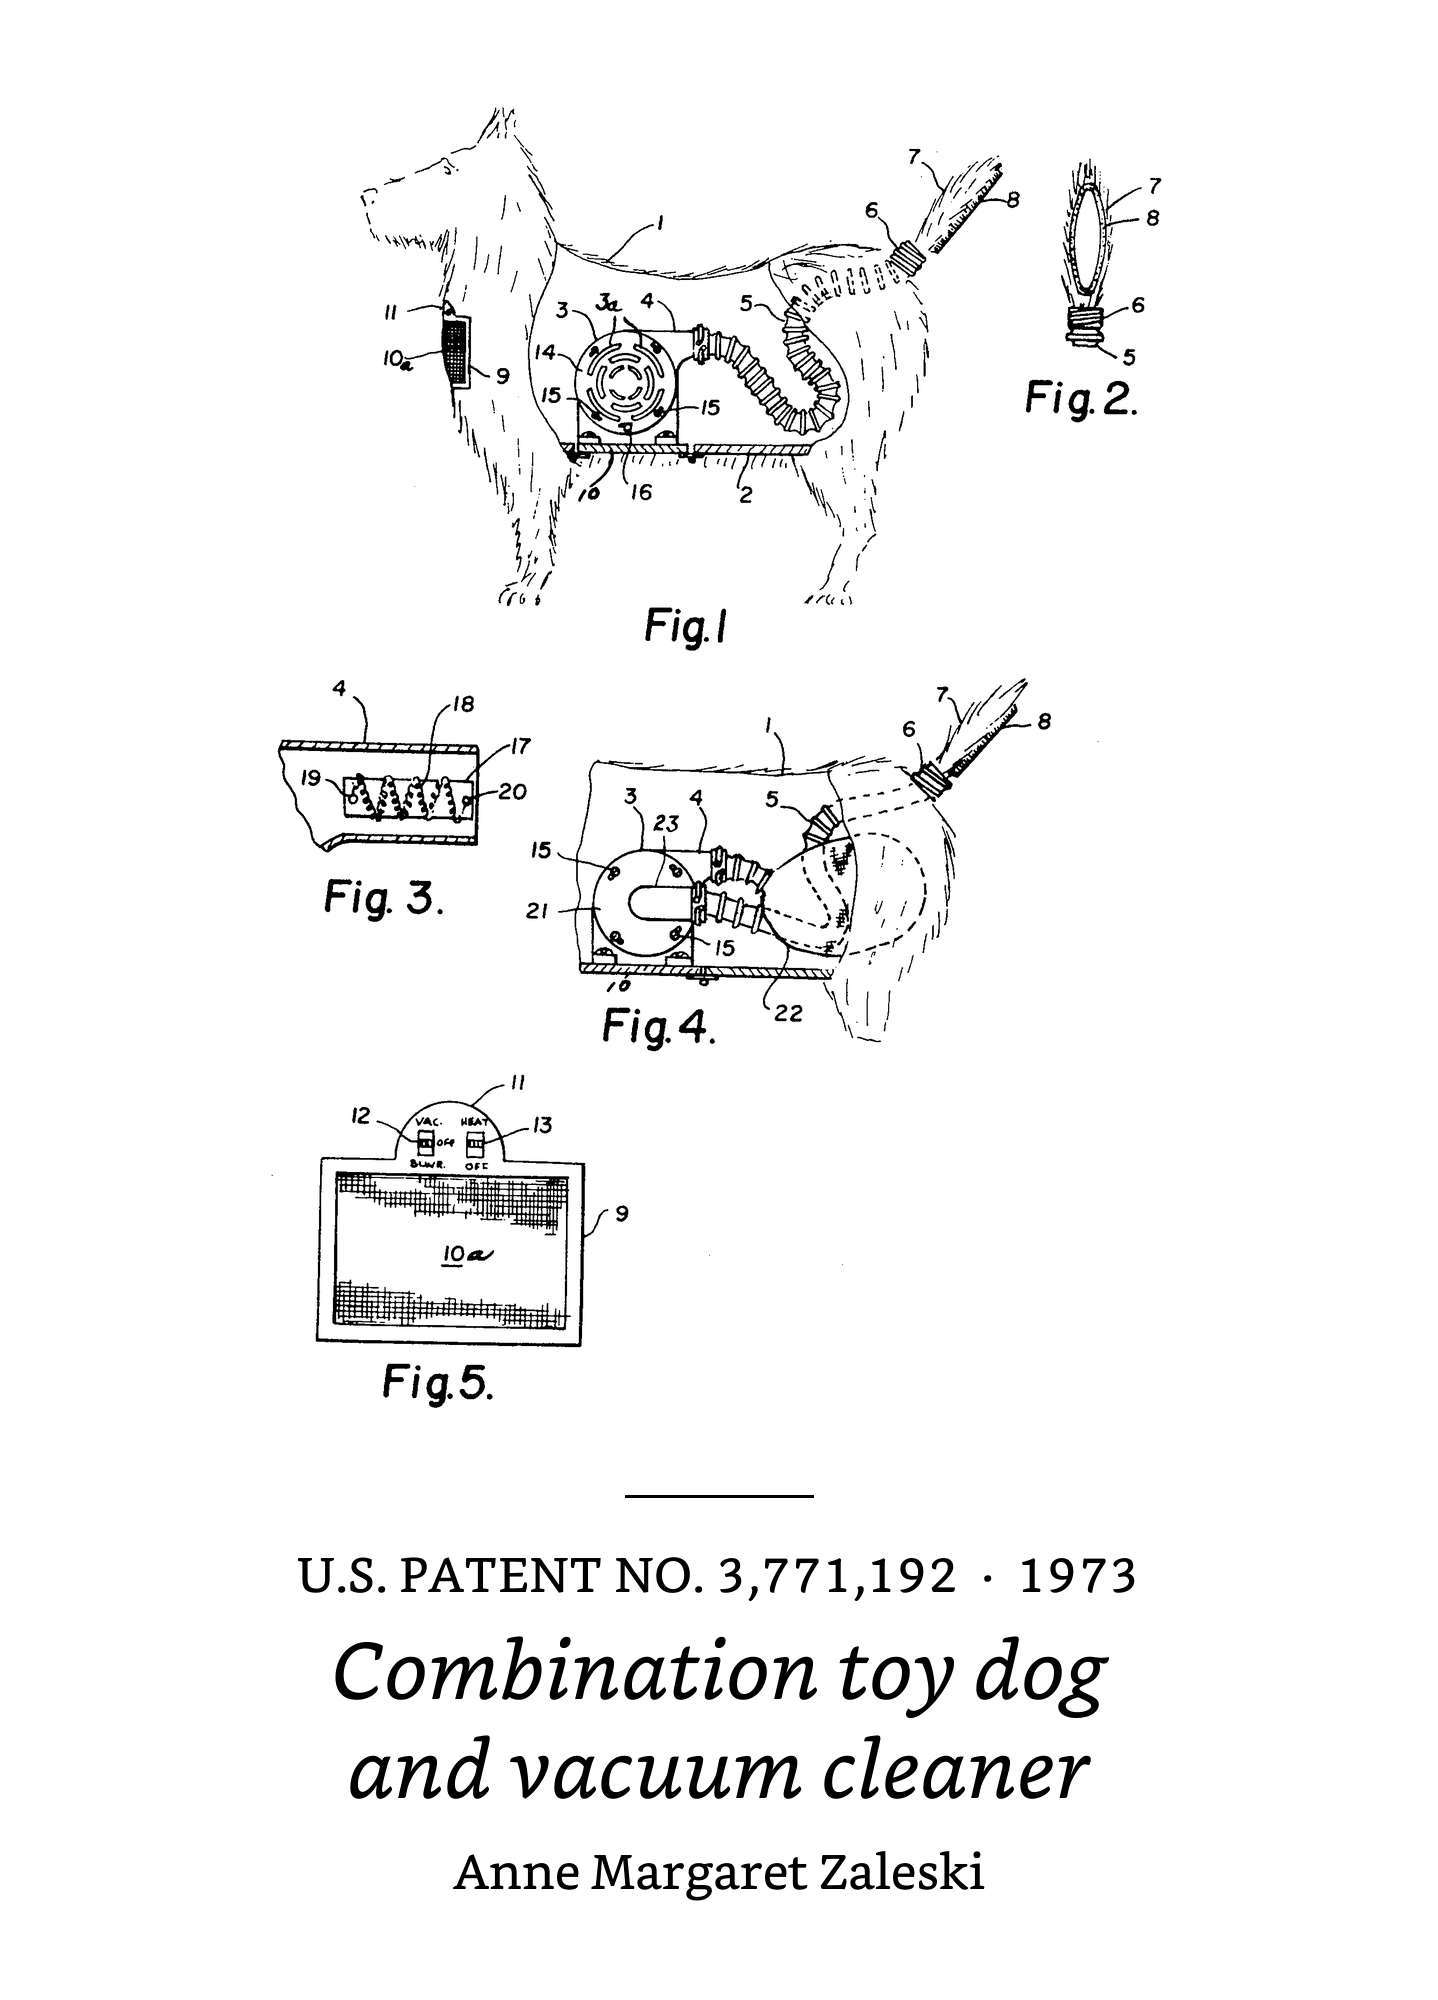 7
8
6
1
5
4
3a
3
14
15
15
11
10a
9
10
16
2
7
8
6
5
Fig.2.
Fig.1
4
18
17
19
20
Fig. 3.
7
8
6
1
5
3
4
23
15
21
15
10
22
Fig.4.
11
12
VAC. HEAT
13
OFF
BLWR. OFF
9
10a
Fig.5.
U.S. PATENT NO. 3,771,192 · 1973
Combination toy dog
and vacuum cleaner
Anne Margaret Zaleski